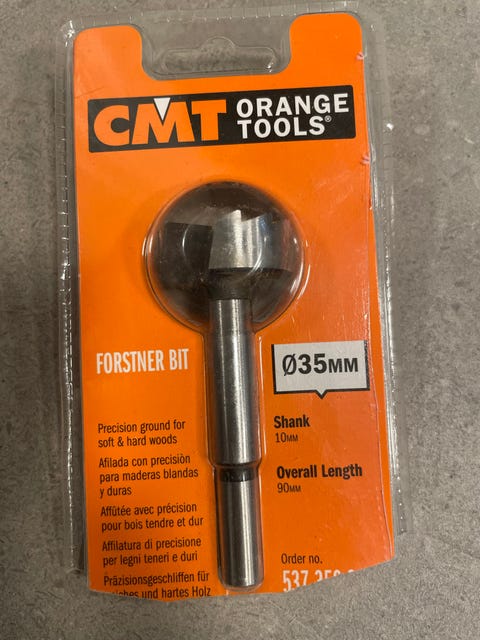 CMT ORANGE
TOOLS®
FORSTNER BIT
Ø35MM
Precision ground for
soft & hard woods
Afilada con precisiòn
para maderas blandas
y duras
Affûtée avec précision
pour bois tendre et dur
Affilatura di precisione
per legni teneri e duri
Präzisionsgeschliffen für
und hartes Holz
Shank
10MM
Overall Length
90MM
Order no.